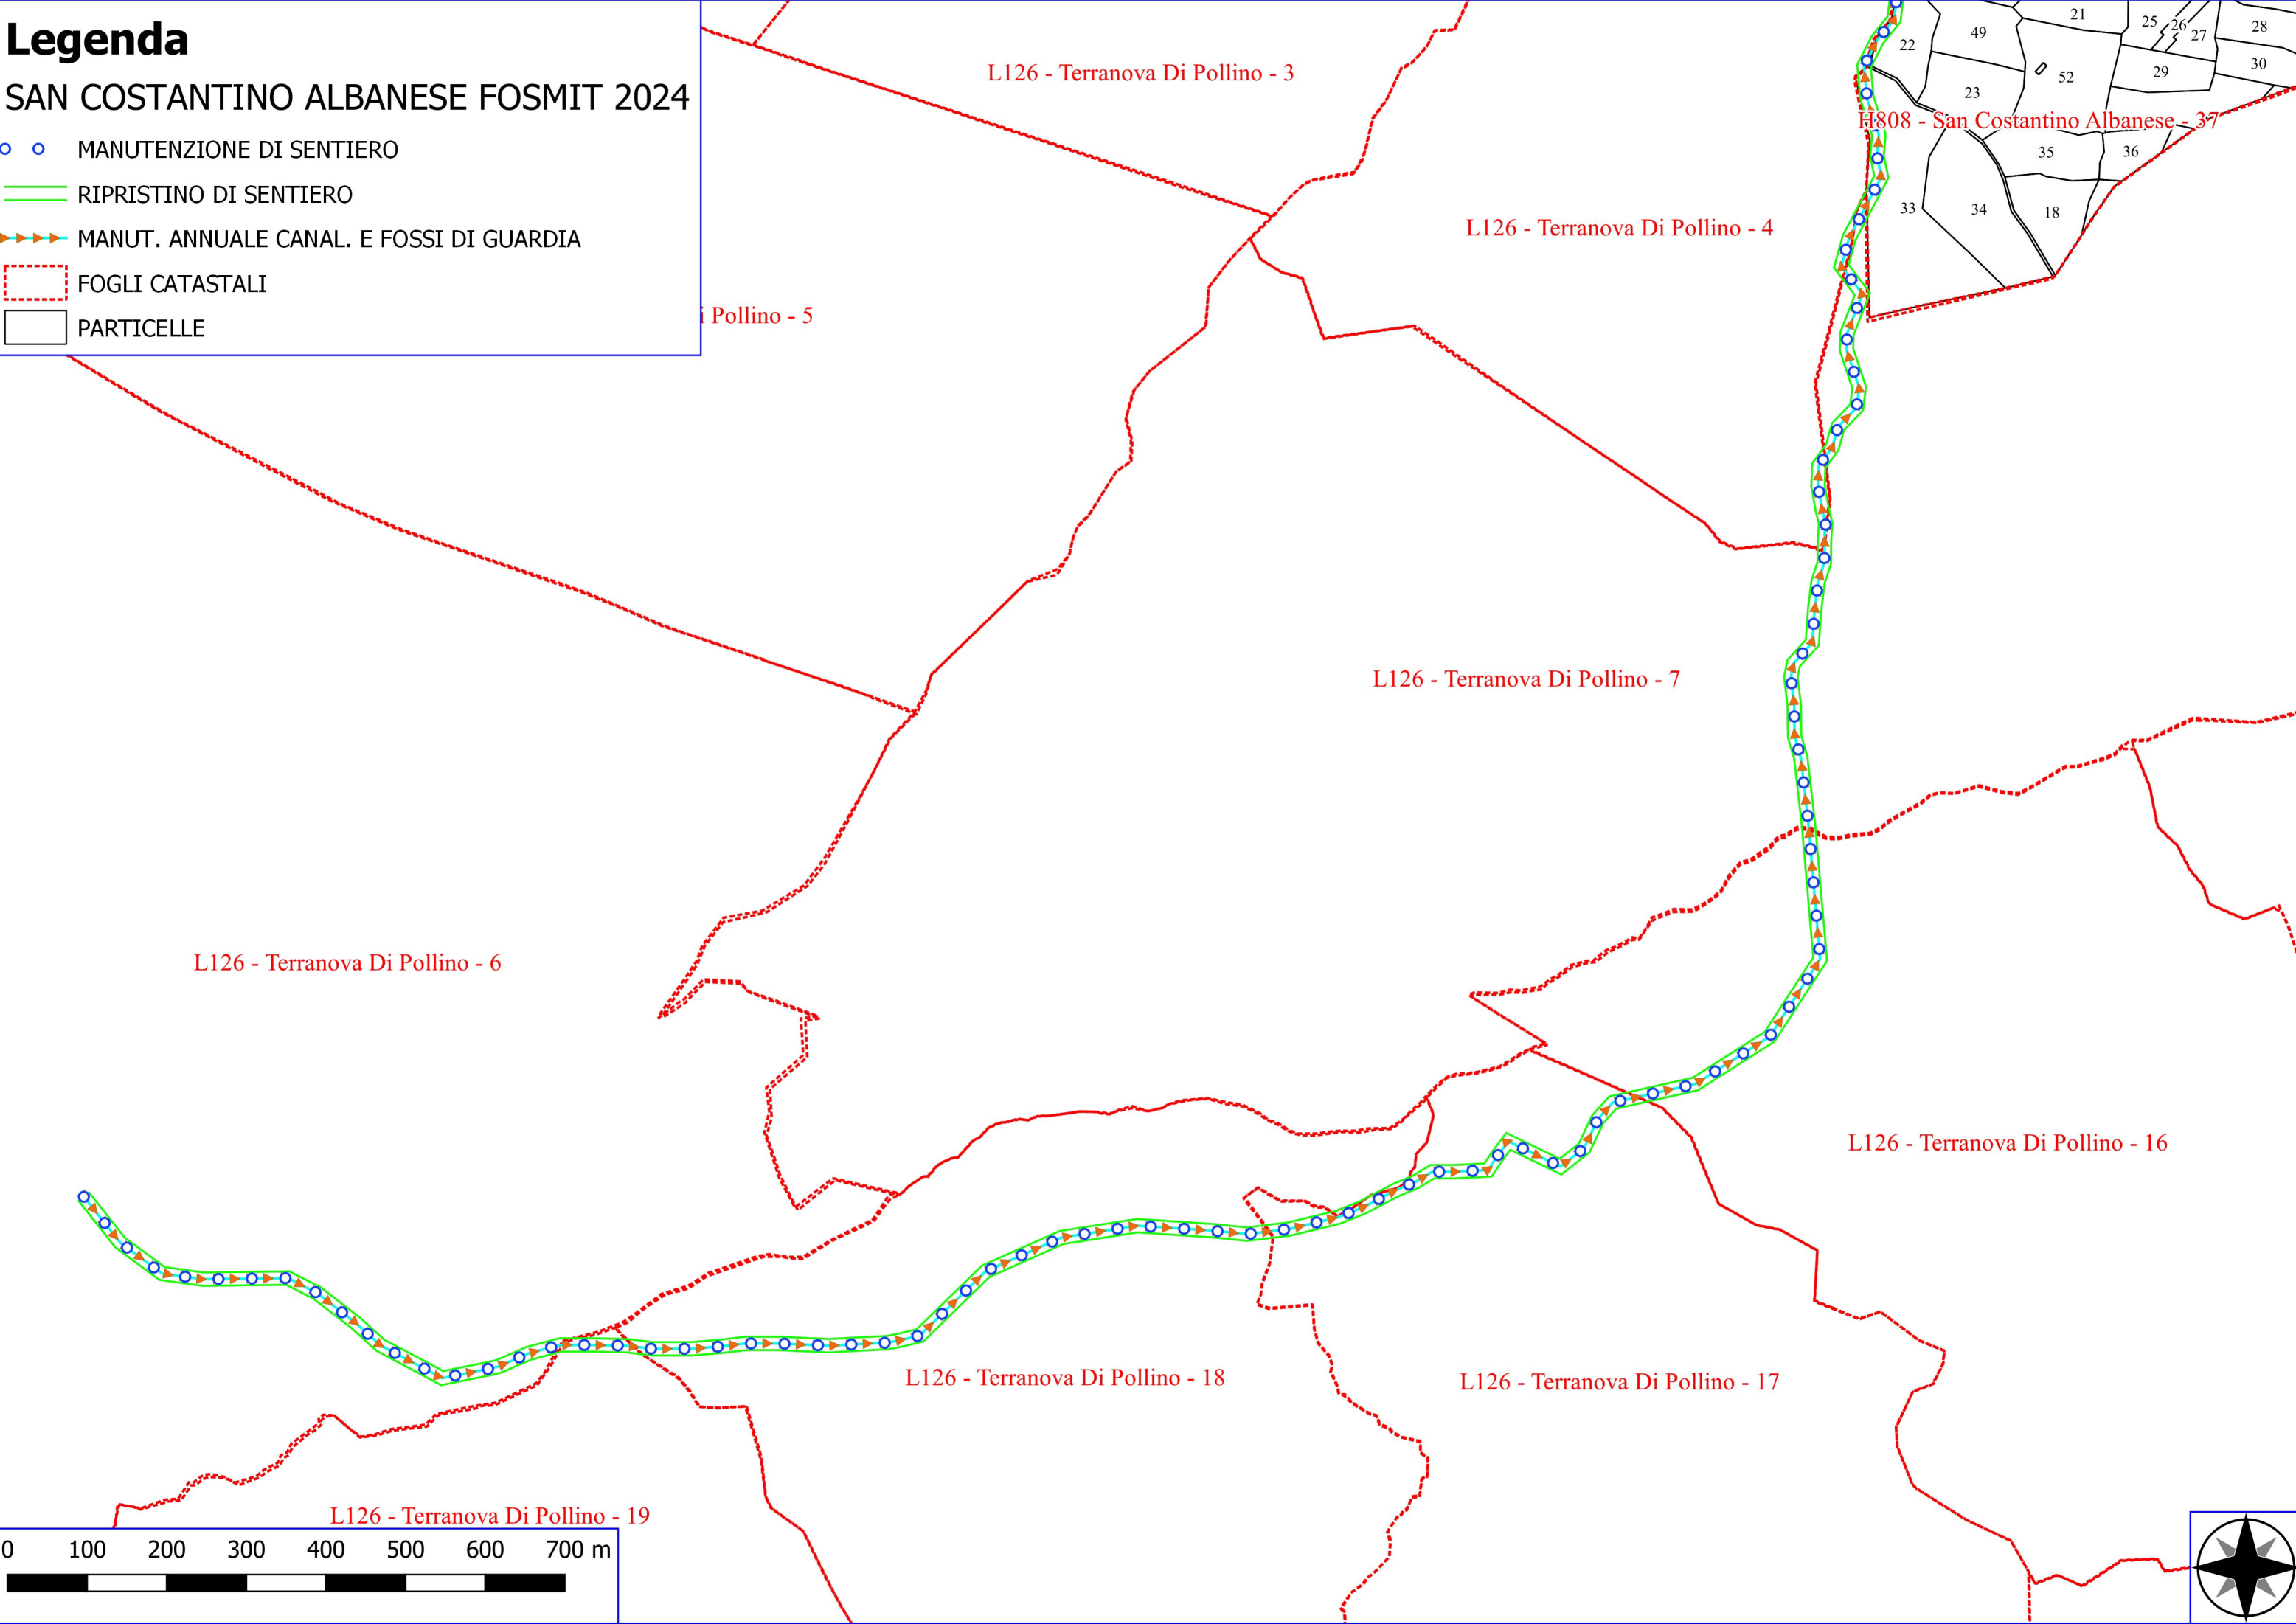 Legenda
SAN COSTANTINO ALBANESE FOSMIT 2024
MANUTENZIONE DI SENTIERO
RIPRISTINO DI SENTIERO
MANUT. ANNUALE CANAL. E FOSSI DI GUARDIA
FOGLI CATASTALI
PARTICELLE
21
25
26
27
28
22
49
52
29
30
23
L126 - Terranova Di Pollino - 3
H808 - San Costantino Albanese - 37
35
36
33
34
18
L126 - Terranova Di Pollino - 4
i Pollino - 5
L126 - Terranova Di Pollino - 7
L126 - Terranova Di Pollino - 6
L126 - Terranova Di Pollino - 16
L126 - Terranova Di Pollino - 18
L126 - Terranova Di Pollino - 17
L126 - Terranova Di Pollino - 19
0 100 200 300 400 500 600 700 m